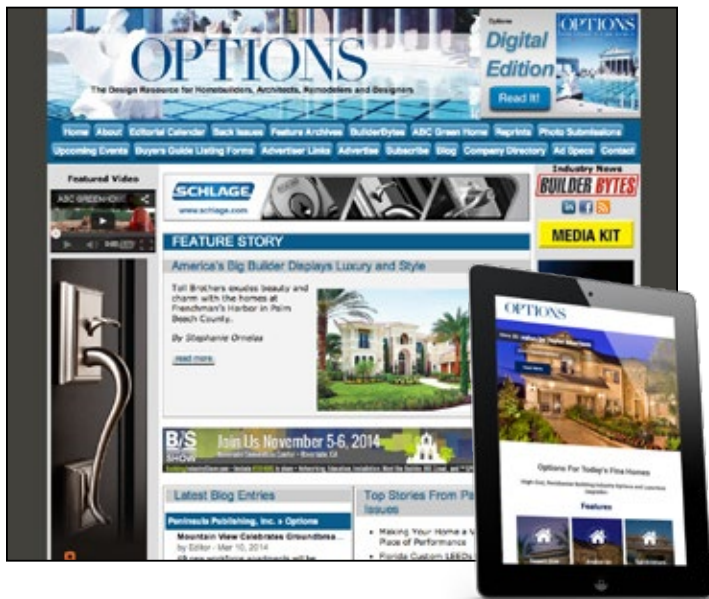 OPTIONS
The Design Resource for Homebuilders, Architects, Remodelers and Designers
Options
Digital
Edition
Read It!
OPTIONS
Home About Editorial Calender Back Issues Feature Archives BuilderBytes ABC Green Home Reprints Photo Submissions
Upcoming Events Buyers Guide Listing Forms Advertiser Links Advertise Subscribe Blog Company Directory Ad Specs Contact
Featured Video
ABC GREEN HOME
SCHLAGE
www.schlage.com
Industry News
BUILDER BYTES
MEDIA KIT
FEATURE STORY
America's Big Builder Displays Luxury and Style
Toll Brothers exudes beauty and
charm with the homes at
Frenchman's Harbor in Palm
Beach County.
By Stephanie Ornelas
read more
BIS
SHOW
Join Us November 5-6, 2014
Latest Blog Entries
Peninsula Publishing, Inc. » Options
Mountain View Celebrates Groundbrea...
by Editor - Mar 10, 2014
Top Stories From Pa
Issues
Making Your Home a V
Place of Performance
Florida Custom LEEDs
OPTIONS
Options For Today's Fine Homes
Features